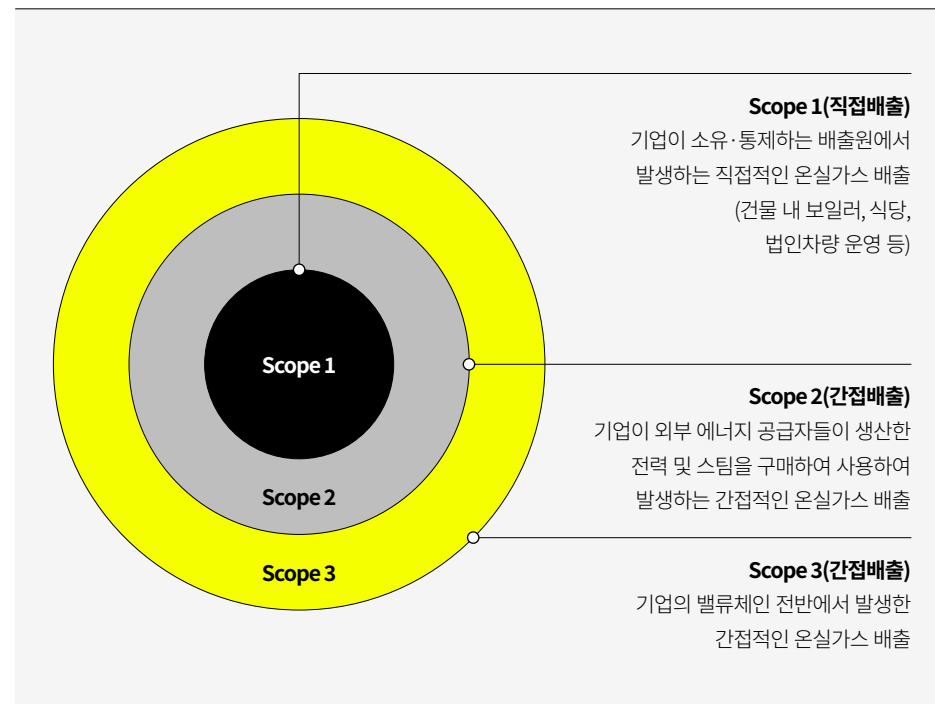 Scope 1(직접배출)
기업이 소유·통제하는 배출원에서
발생하는 직접적인 온실가스 배출
(건물 내 보일러, 식당,
법인차량 운영 등)
Scope 1
Scope 2(간접배출)
기업이 외부 에너지 공급자들이 생산한
전력 및 스팀을 구매하여 사용하여
발생하는 간접적인 온실가스 배출
Scope 2
Scope 3(간접배출)
기업의 밸류체인 전반에서 발생한
간접적인 온실가스 배출
Scope 3